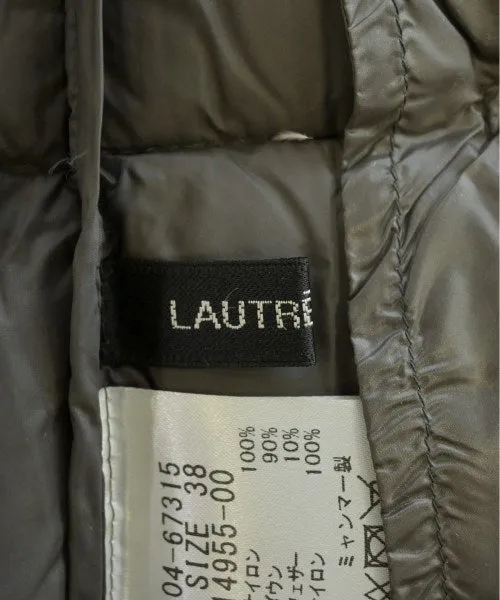 LAUTRÉ
04-67315
SIZE 38
14955-00
イロン 100%
ウン 90%
ェザー 10%
イロン 100%
ミャンマー製